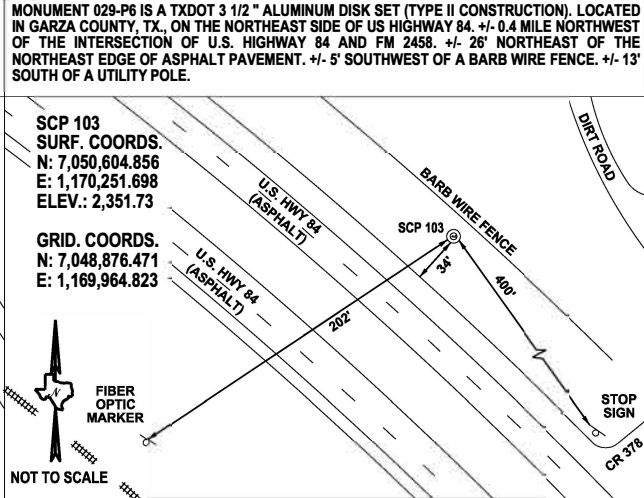 MONUMENT 029-P6 IS A TXDOT 3 1/2 " ALUMINUM DISK SET (TYPE II CONSTRUCTION). LOCATED
IN GARZA COUNTY, TX., ON THE NORTHEAST SIDE OF US HIGHWAY 84. +/- 0.4 MILE NORTHWEST
OF THE INTERSECTION OF U.S. HIGHWAY 84 AND FM 2458. +/- 26' NORTHEAST OF THE
NORTHEAST EDGE OF ASPHALT PAVEMENT. +/- 5' SOUTHWEST OF A BARB WIRE FENCE. +/- 13'
SOUTH OF A UTILITY POLE.
SCP 103
SURF. COORDS.
N: 7,050,604.856
E: 1,170,251.698
ELEV.: 2,351.73
GRID. COORDS.
N: 7,048,876.471
E: 1,169,964.823
DIRT ROAD
BARB WIRE FENCE
U.S. HWY 84
(ASPHALT)
SCP 103
U.S. HWY 84
(ASPHALT)
34'
400'
202'
N
FIBER
OPTIC
MARKER
STOP
SIGN
CR 378
NOT TO SCALE